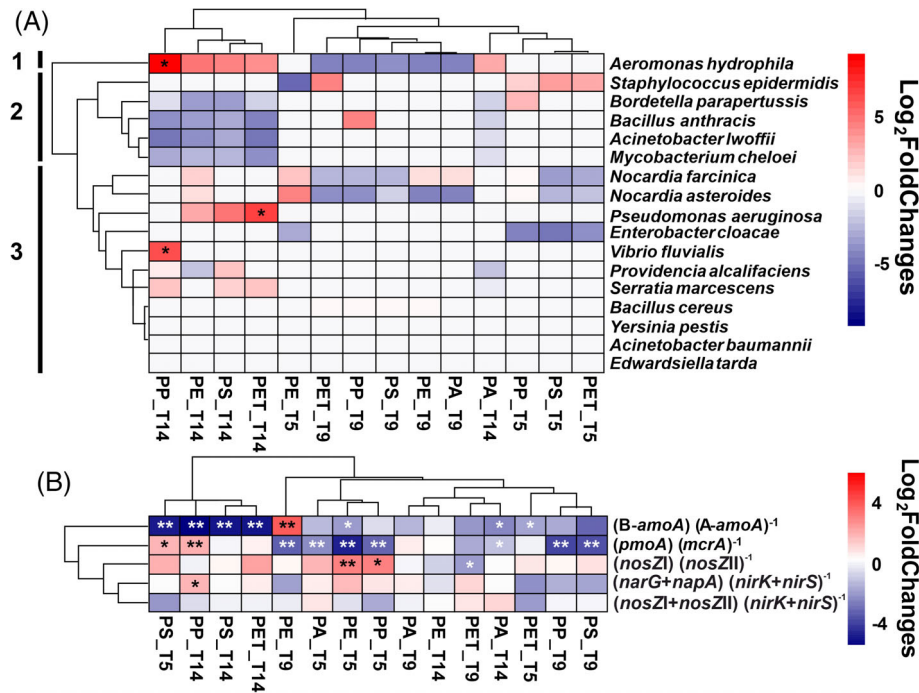 (A)
1
2
3
* 
*
*
Aeromonas hydrophila
Staphylococcus epidermidis
Bordetella parapertussis
Bacillus anthracis
Acinetobacter lwoffii
Mycobacterium cheloei
Nocardia farcinica
Nocardia asteroides
Pseudomonas aeruginosa
Enterobacter cloacae
Vibrio fluvialis
Providencia alcalifaciens
Serratia marcescens
Bacillus cereus
Yersinia pestis
Acinetobacter baumannii
Edwardsiella tarda
PP_T14
PE_T14
PS_T14
PET_T14
PE_T5
PET_T9
PP_T9
PS_T9
PE_T9
PA_T9
PA_T14
PP_T5
PS_T5
PET_T5
5
0
-5
Log₂FoldChanges
(B)
** ** ** ** ** * * *
* ** ** ** ** ** * ** **
** * *
*
(B-amoA) (A-amoA)⁻¹
(pmoA) (mcrA)⁻¹
(nosZI) (nosZII)⁻¹
(narG+napA) (nirK+nirS)⁻¹
(nosZI+nosZII) (nirK+nirS)⁻¹
PS_T5
PP_T14
PS_T14
PET_T14
PE_T9
PA_T5
PE_T5
PP_T5
PA_T9
PE_T14
PET_T9
PA_T14
PET_T5
PP_T9
PS_T9
4
0
-4
Log₂FoldChanges